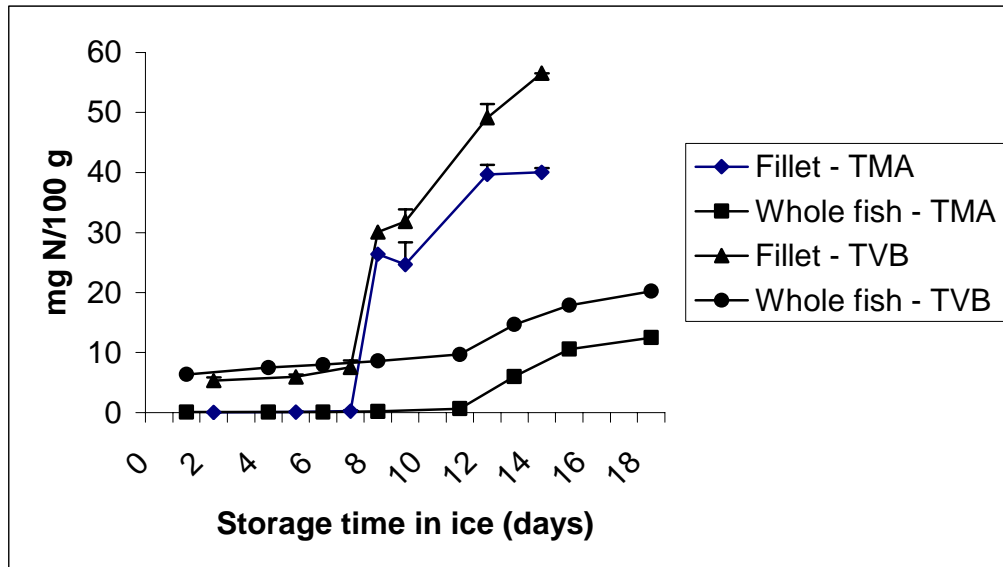 60
50
40
30
20
10
0
mg N/100 g
0 2 4 6 8 10 12 14 16 18
Storage time in ice (days)
Fillet - TMA
Whole fish - TMA
Fillet - TVB
Whole fish - TVB